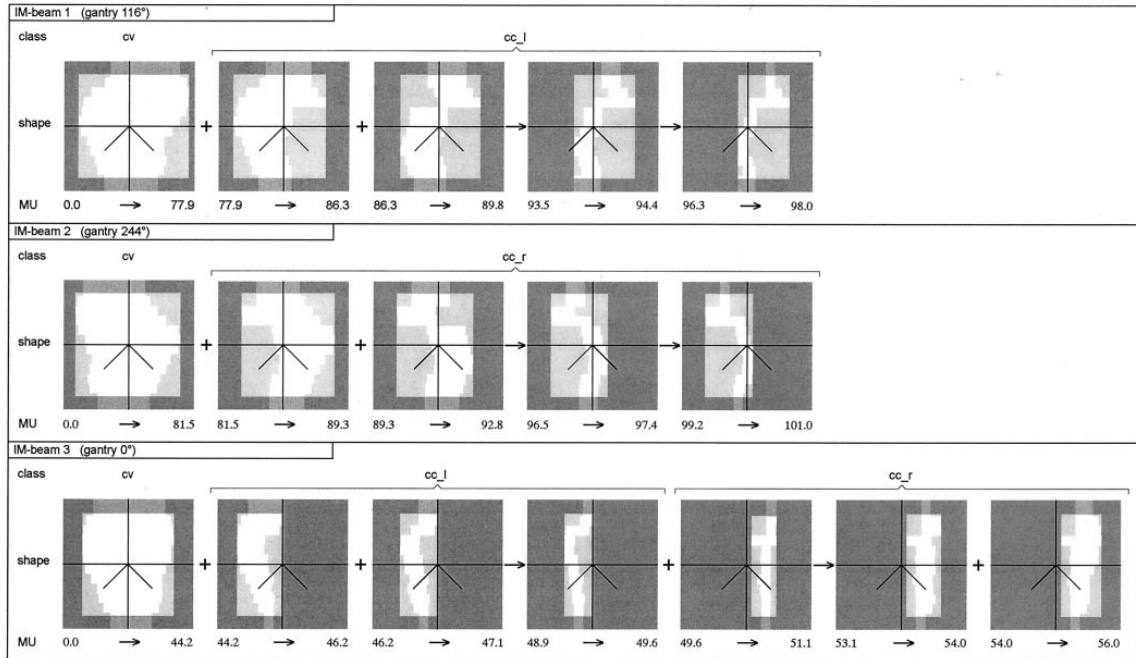 IM-beam 1 (gantry 116°)
class cv cc_l
shape + + → →
MU 0.0 → 77.9 77.9 → 86.3 86.3 → 89.8 93.5 → 94.4 96.3 → 98.0
IM-beam 2 (gantry 244°)
class cv cc_r
shape + + → →
MU 0.0 → 81.5 81.5 → 89.3 89.3 → 92.8 96.5 → 97.4 99.2 → 101.0
IM-beam 3 (gantry 0°)
class cv cc_l cc_r
shape + + → + → +
MU 0.0 → 44.2 44.2 → 46.2 46.2 → 47.1 48.9 → 49.6 49.6 → 51.1 53.1 → 54.0 54.0 → 56.0